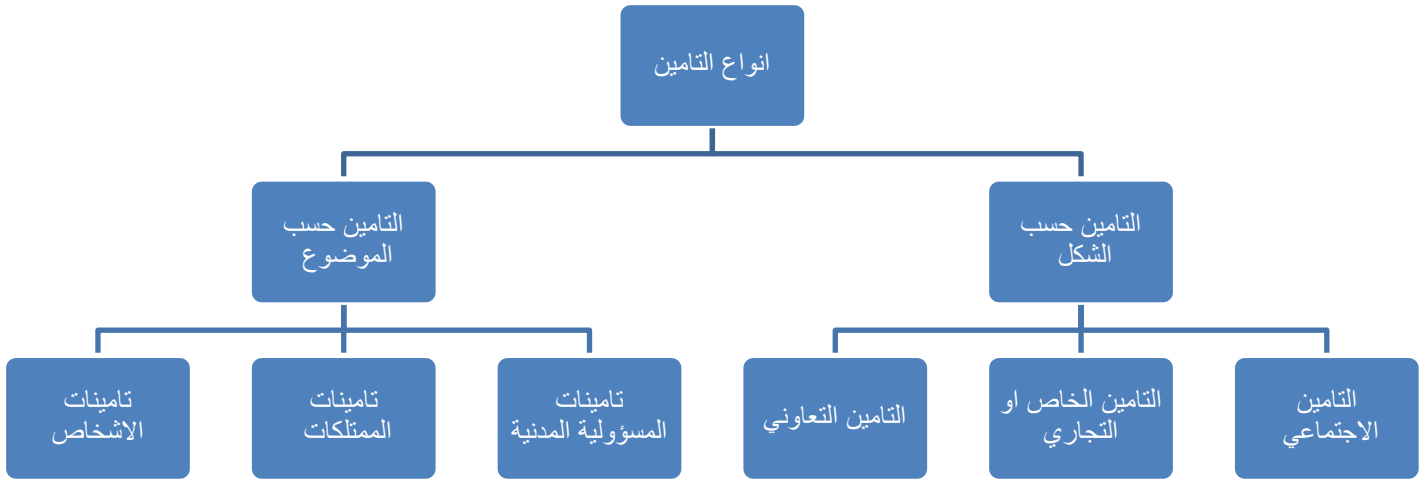 انواع التامين
التامين حسب
الشكل
التامين حسب
الموضوع
التامين
الاجتماعي
التامين الخاص او
التجاري
التامين التعاوني
تامينات
المسؤولية المدنية
تامينات
الممتلكات
تامينات
الاشخاص